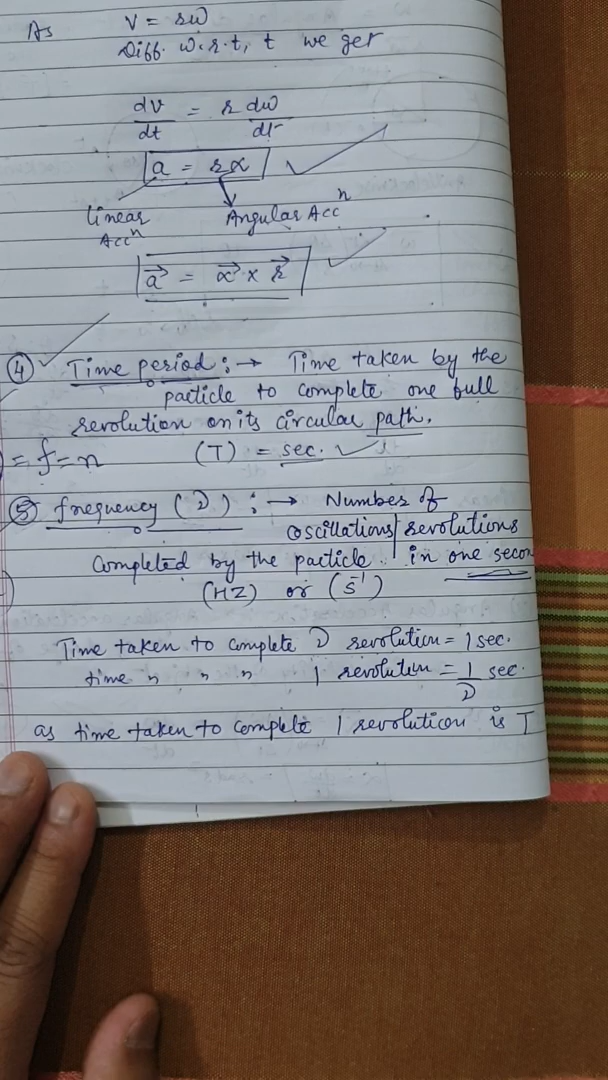 As V = rω
Diff. w.r.t, t we get
dv/dt = r dω/dt
a = rα
linear Accⁿ Angular Accⁿ
a⃗ = α⃗ × r⃗
④ Time period :→ Time taken by the
particle to complete one full
revolution on its circular path.
= f = n (T) = sec.
⑤ frequency (ν) :→ Number of
oscillations/revolutions
completed by the particle in one secon
(HZ) or (S⁻¹)
Time taken to complete ν revolution = 1 sec.
time " " " 1 revolution = 1/ν sec.
as time taken to complete 1 revolution is T